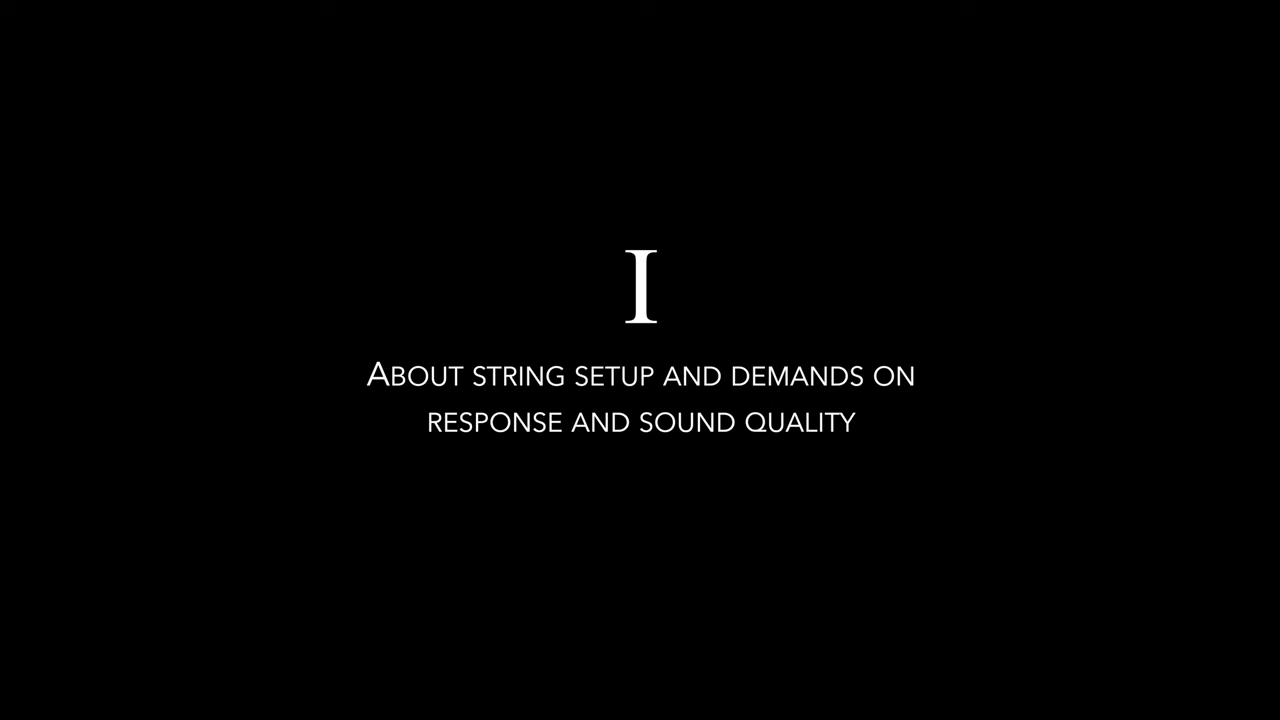 I
About string setup and demands on
response and sound quality